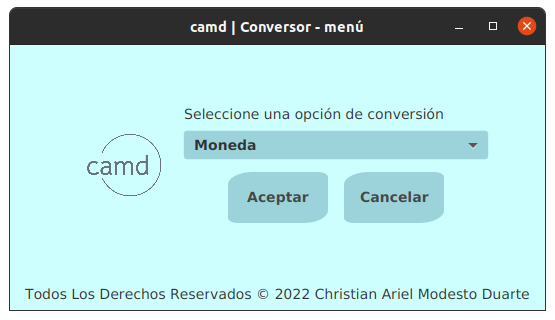 camd | Conversor - menú
Seleccione una opción de conversión
Moneda
camd
Aceptar Cancelar
Todos Los Derechos Reservados © 2022 Christian Ariel Modesto Duarte